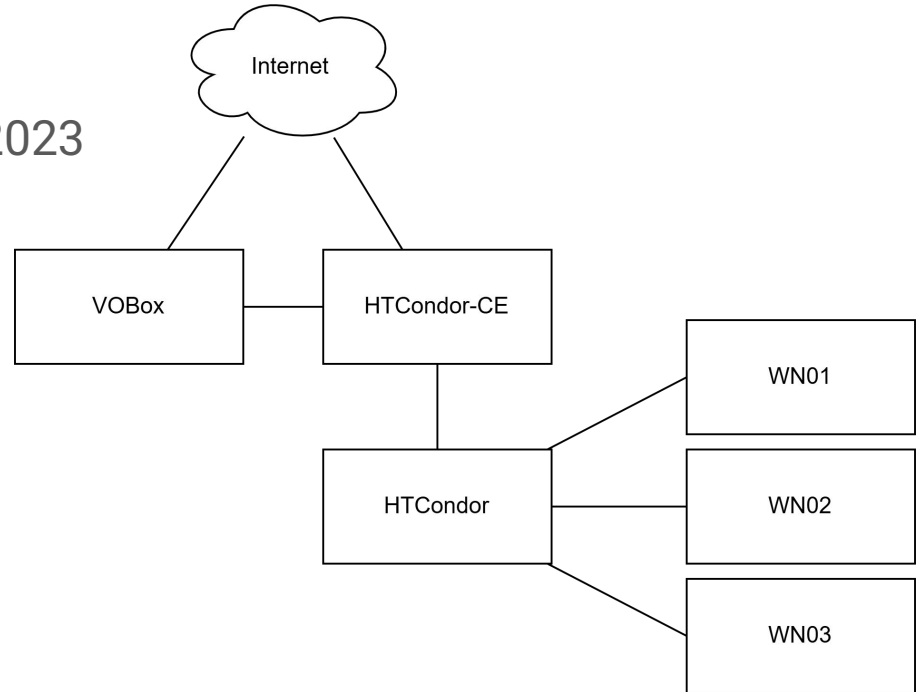 Internet
2023
VOBox
HTCondor-CE
WN01
HTCondor
WN02
WN03